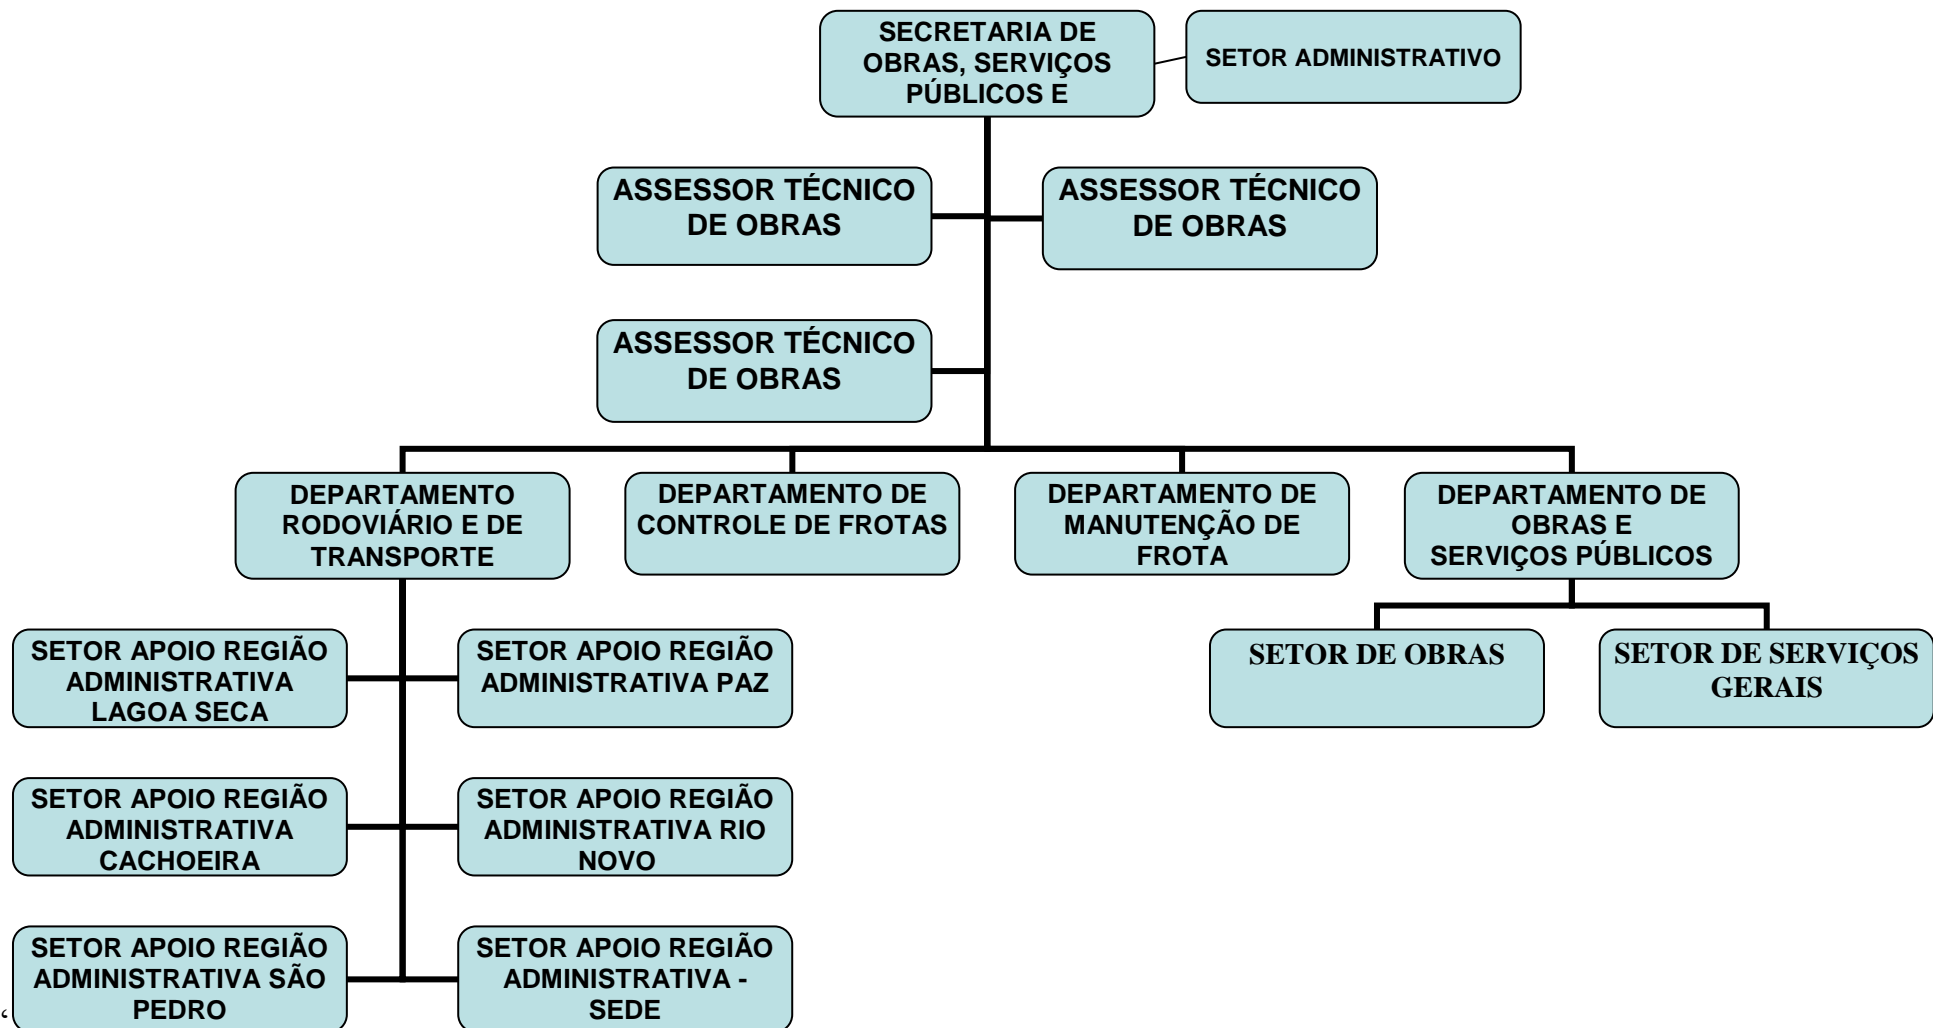 SECRETARIA DE
OBRAS, SERVIÇOS
PÚBLICOS E
SETOR ADMINISTRATIVO
ASSESSOR TÉCNICO
DE OBRAS
ASSESSOR TÉCNICO
DE OBRAS
ASSESSOR TÉCNICO
DE OBRAS
DEPARTAMENTO
RODOVIÁRIO E DE
TRANSPORTE
DEPARTAMENTO DE
CONTROLE DE FROTAS
DEPARTAMENTO DE
MANUTENÇÃO DE
FROTA
DEPARTAMENTO DE
OBRAS E
SERVIÇOS PÚBLICOS
SETOR APOIO REGIÃO
ADMINISTRATIVA
LAGOA SECA
SETOR APOIO REGIÃO
ADMINISTRATIVA PAZ
SETOR DE OBRAS
SETOR DE SERVIÇOS
GERAIS
SETOR APOIO REGIÃO
ADMINISTRATIVA
CACHOEIRA
SETOR APOIO REGIÃO
ADMINISTRATIVA RIO
NOVO
SETOR APOIO REGIÃO
ADMINISTRATIVA SÃO
PEDRO
SETOR APOIO REGIÃO
ADMINISTRATIVA -
SEDE
‘